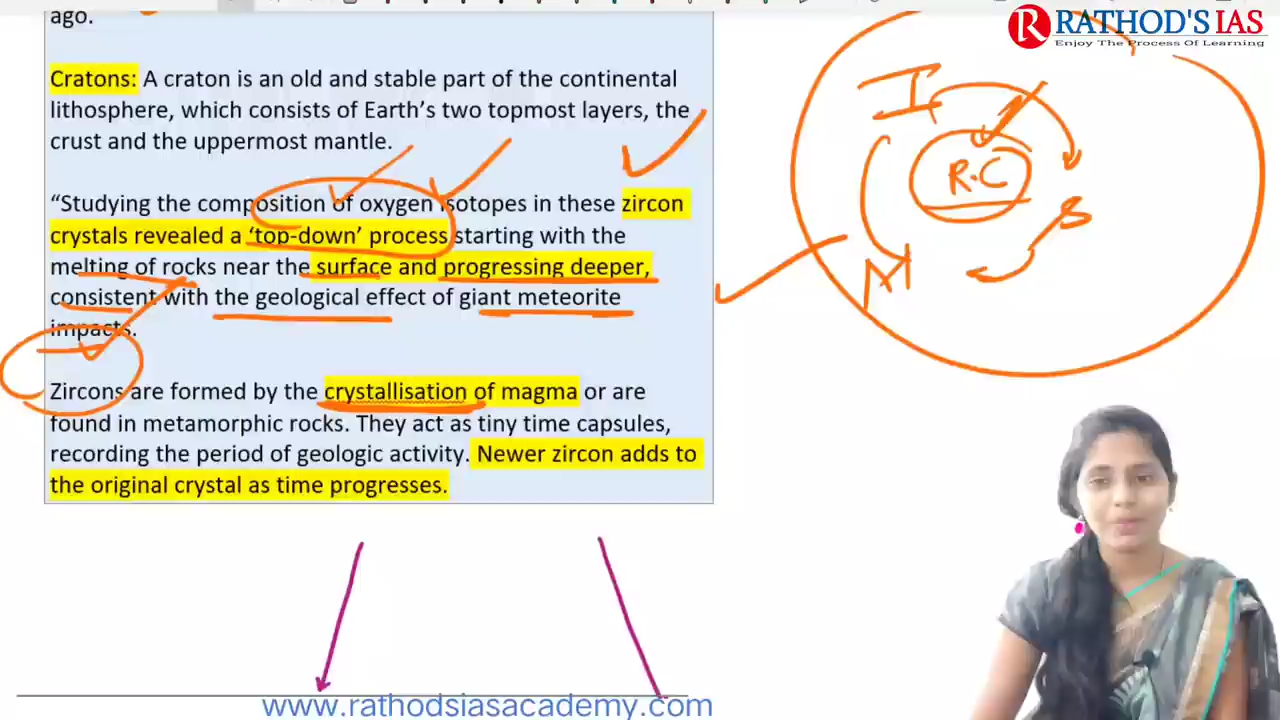 ago.
RATHOD'S IAS
Enjoy The Process Of Learning
Cratons: A craton is an old and stable part of the continental
lithosphere, which consists of Earth's two topmost layers, the
crust and the uppermost mantle.
"Studying the composition of oxygen isotopes in these zircon
crystals revealed a 'top-down' process starting with the
melting of rocks near the surface and progressing deeper,
consistent with the geological effect of giant meteorite
impacts.
Zircons are formed by the crystallisation of magma or are
found in metamorphic rocks. They act as tiny time capsules,
recording the period of geologic activity. Newer zircon adds to
the original crystal as time progresses.
I
R.C
S
M
www.rathodsiasacademy.com